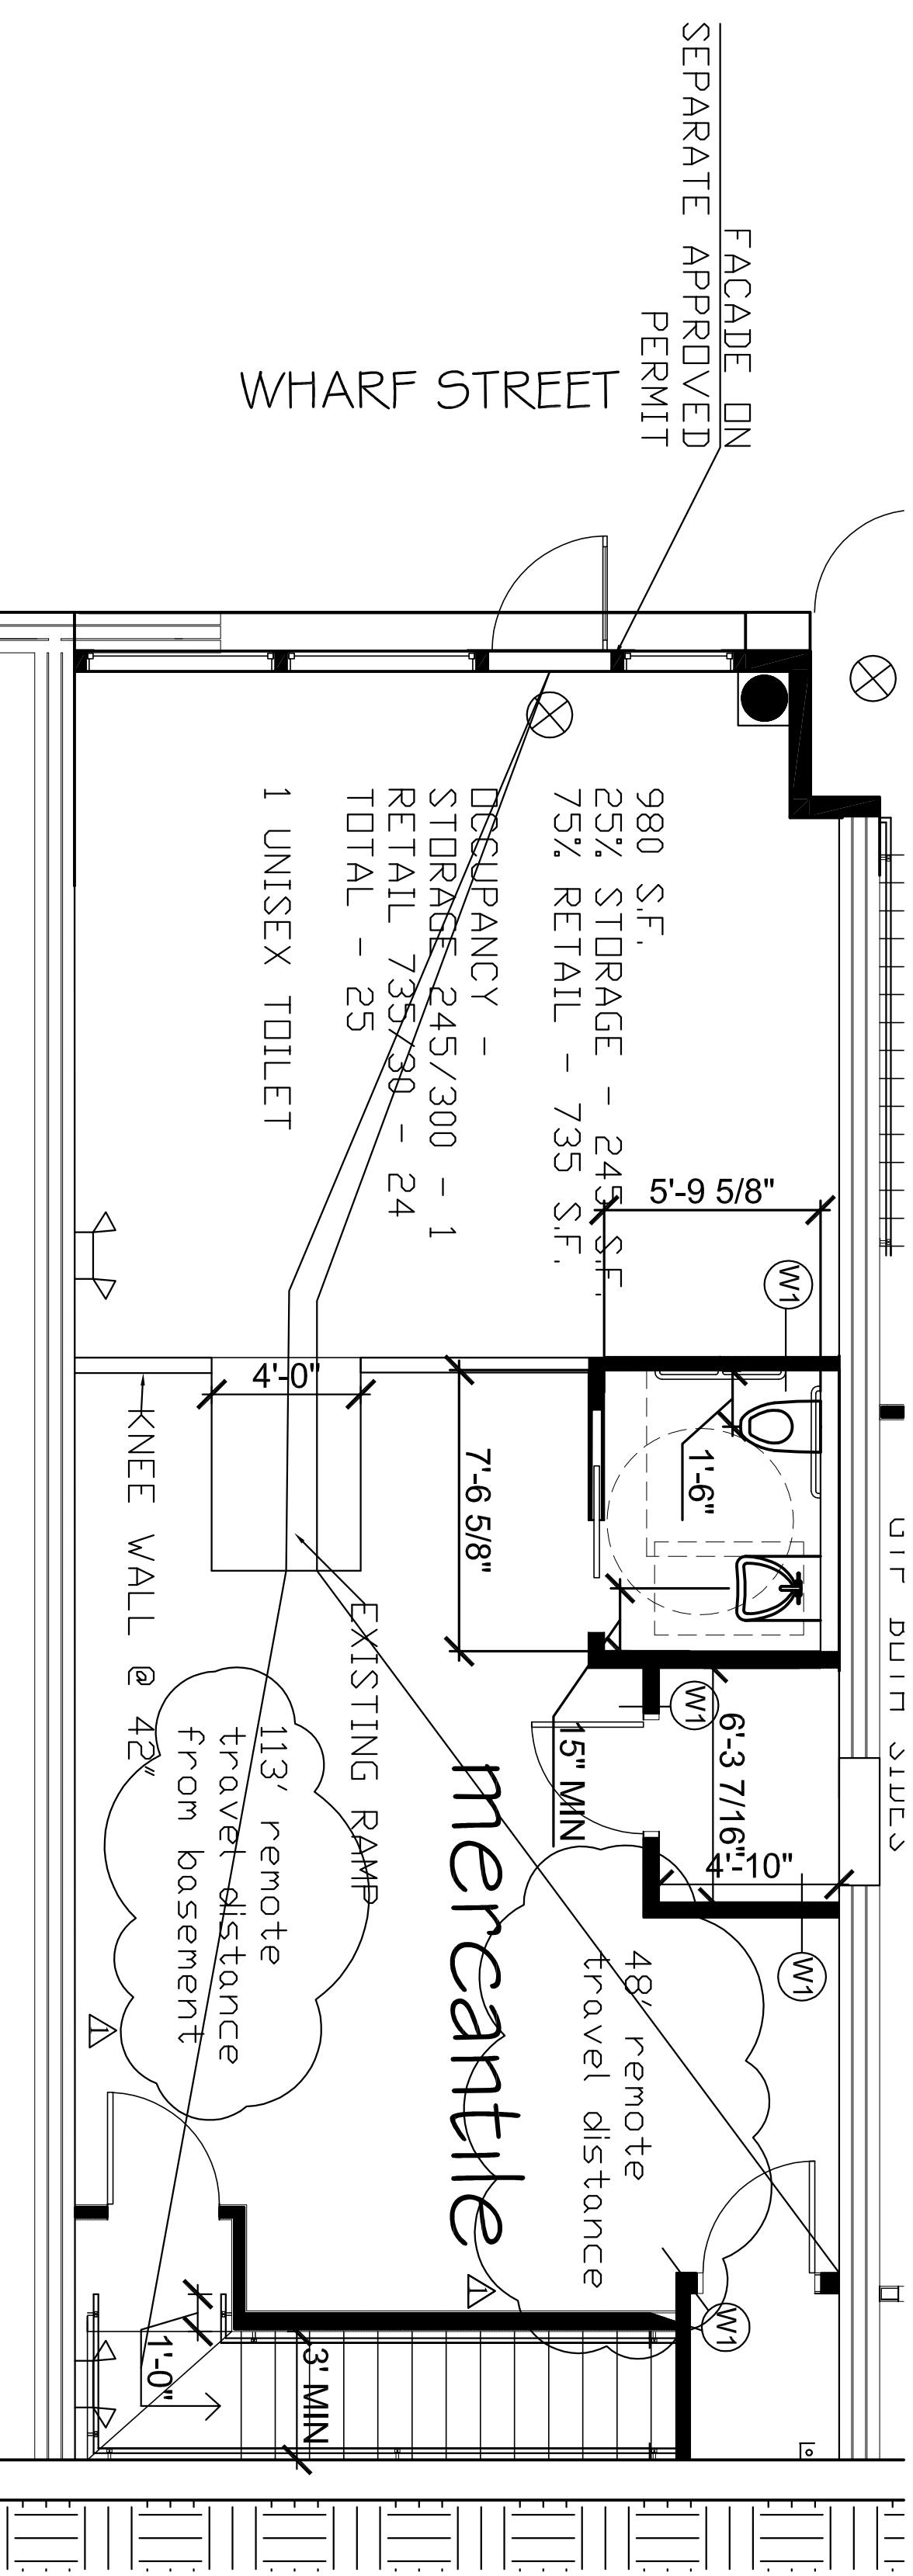 FACADE ON
SEPARATE APPROVED
PERMIT
WHARF STREET
980 S.F.
25% STORAGE - 245 S.F.
75% RETAIL - 735 S.F.
OCCUPANCY -
STORAGE 245/300 - 1
RETAIL 735/30 - 24
TOTAL - 25
1 UNISEX TOILET
5'-9 5/8"
W1
4'-0"
7'-6 5/8"
1'-6"
KNEE WALL @ 42"
EXISTING RAMP
W1
15" MIN
6'-3 7/16"
4'-10"
W1
SIDES
mercantile
113' remote
travel distance
from basement
1
48' remote
travel distance
1
W1
1'-0"
3' MIN